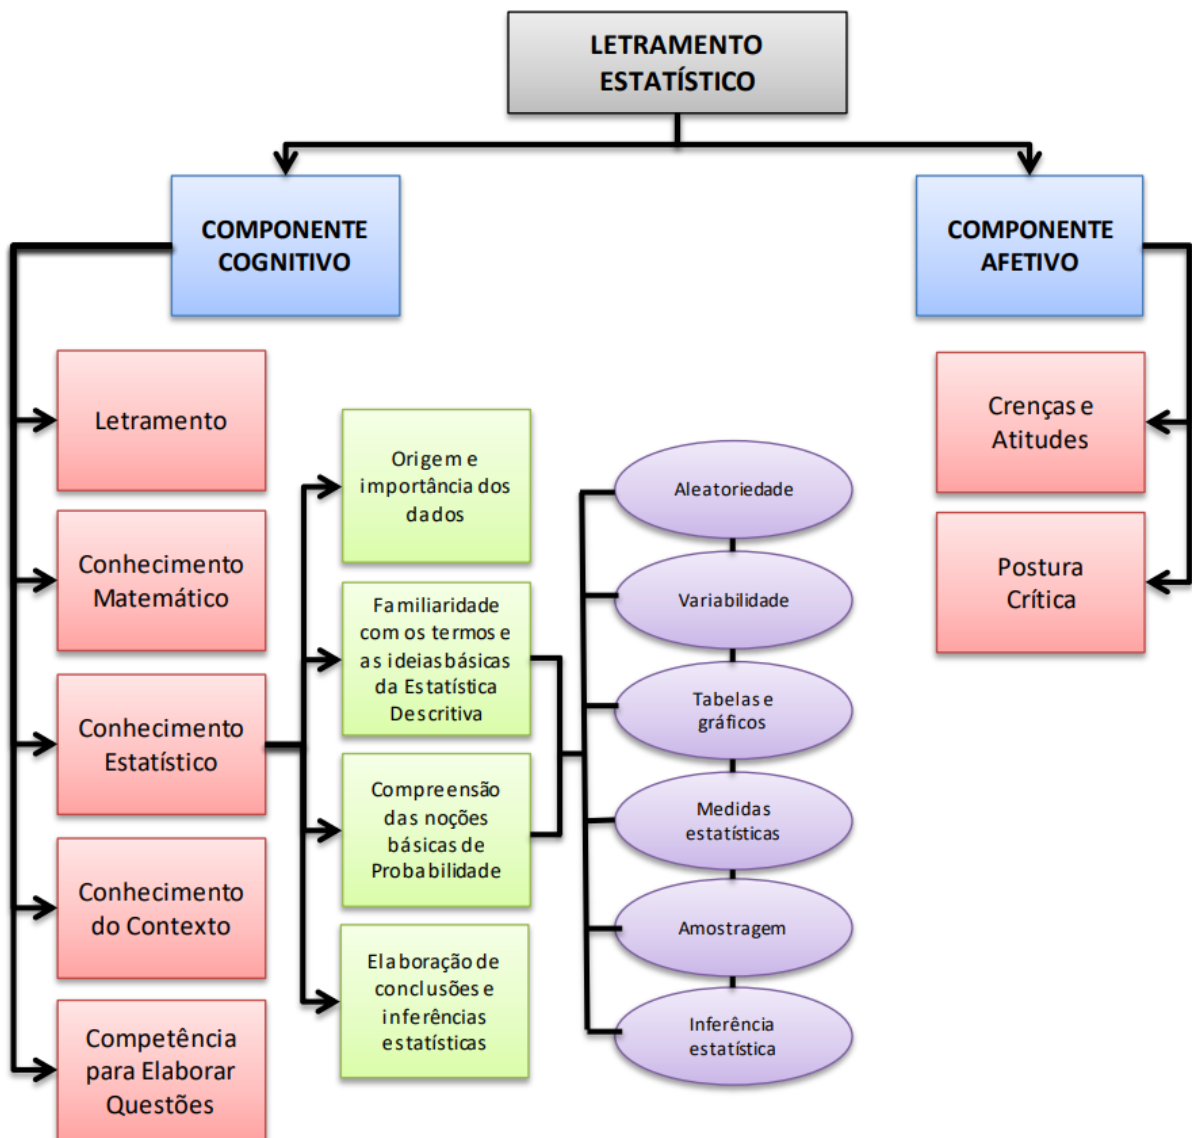 LETRAMENTO
ESTATÍSTICO
COMPONENTE
COGNITIVO
COMPONENTE
AFETIVO
Letramento
Conhecimento
Matemático
Conhecimento
Estatístico
Conhecimento
do Contexto
Competência
para Elaborar
Questões
Origem e
importância dos
dados
Familiaridade
com os termos e
as ideias básicas
da Estatística
Descritiva
Compreensão
das noções
básicas de
Probabilidade
Elaboração de
conclusões e
inferências
estatísticas
Aleatoriedade
Variabilidade
Tabelas e
gráficos
Medidas
estatísticas
Amostragem
Inferência
estatística
Crenças e
Atitudes
Postura
Crítica